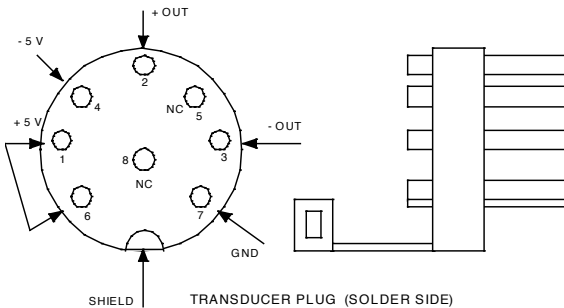 + OUT
- 5 V
2
4
NC 5
+ 5 V
1
8
3
- OUT
NC
6
7
GND
SHIELD
TRANSDUCER PLUG (SOLDER SIDE)